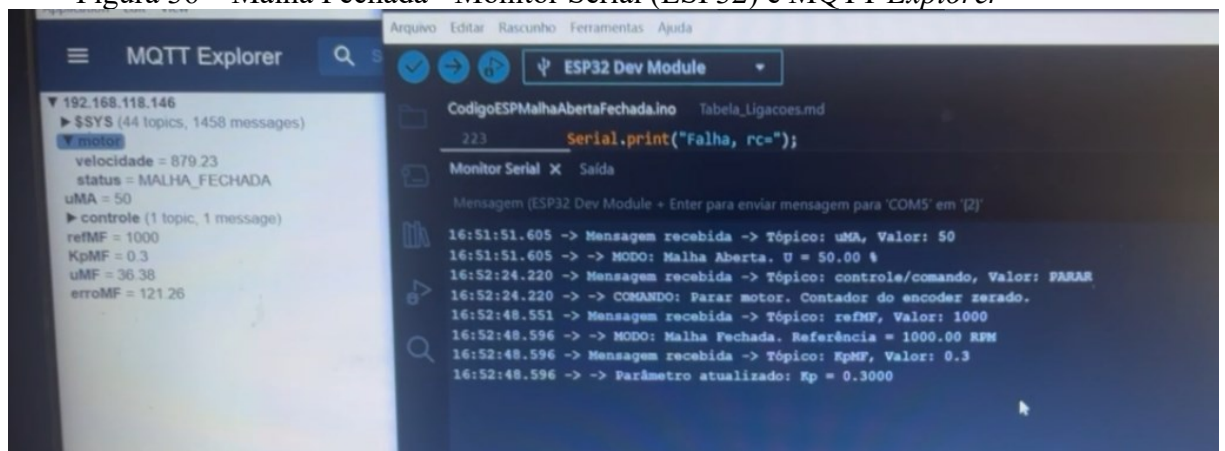 Figura 30 – Malha Fechada - Monitor Serial (ESP32) e MQTT Explorer
MQTT Explorer
192.168.118.146
$SYS (44 topics, 1458 messages)
motor
velocidade = 879.23
status = MALHA_FECHADA
uMA = 50
controle (1 topic, 1 message)
refMF = 1000
KpMF = 0.3
uMF = 36.38
erroMF = 121.26
Arquivo Editar Rascunho Ferramentas Ajuda
ESP32 Dev Module
CodigoESPMalhaAbertaFechada.ino Tabela_Ligacoes.md
223 Serial.print("Falha, rc=");
Monitor Serial X Saída
Mensagem (ESP32 Dev Module + Enter para enviar mensagem para 'COM5' em '{2}'
16:51:51.605 -> Mensagem recebida -> Tópico: uMA, Valor: 50
16:51:51.605 -> -> MODO: Malha Aberta. U = 50.00 %
16:52:24.220 -> Mensagem recebida -> Tópico: controle/comando, Valor: PARAR
16:52:24.220 -> -> COMANDO: Parar motor. Contador do encoder zerado.
16:52:48.551 -> Mensagem recebida -> Tópico: refMF, Valor: 1000
16:52:48.596 -> -> MODO: Malha Fechada. Referência = 1000.00 RPM
16:52:48.596 -> Mensagem recebida -> Tópico: KpMF, Valor: 0.3
16:52:48.596 -> -> Parâmetro atualizado: Kp = 0.3000